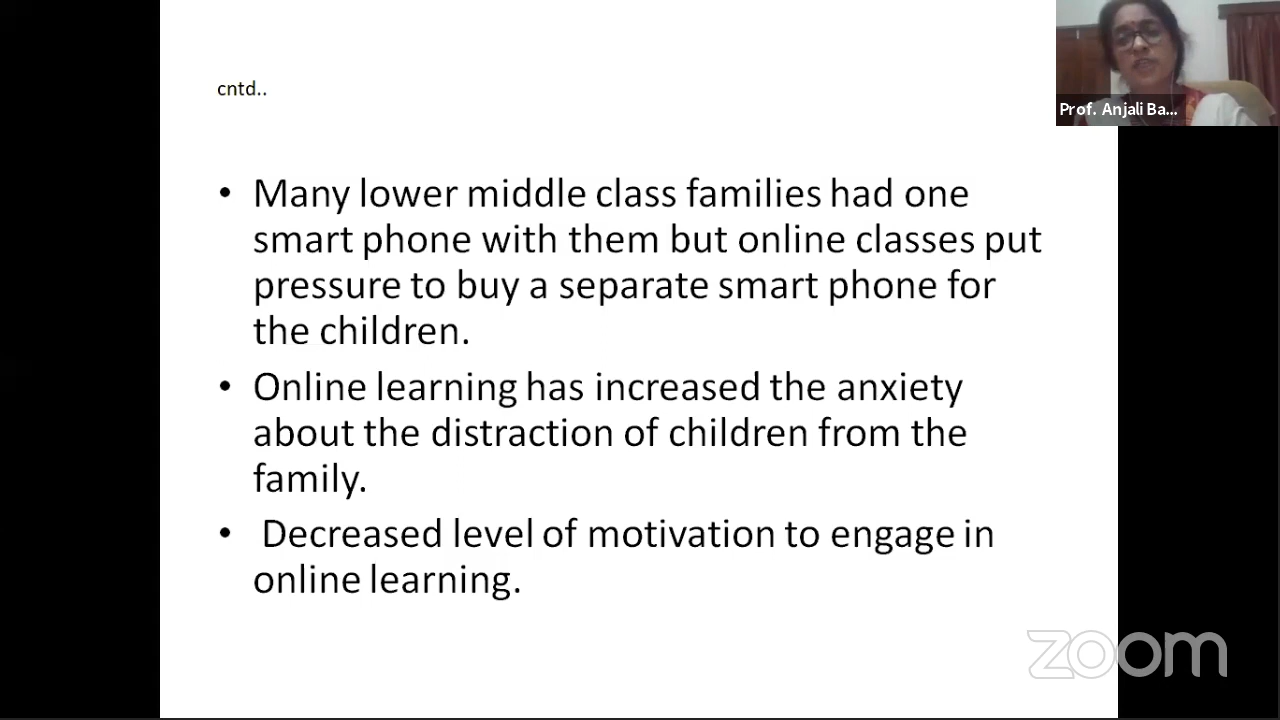 cntd..
Prof. Anjali Ba...
• Many lower middle class families had one
smart phone with them but online classes put
pressure to buy a separate smart phone for
the children.
• Online learning has increased the anxiety
about the distraction of children from the
family.
• Decreased level of motivation to engage in
online learning.
zoom